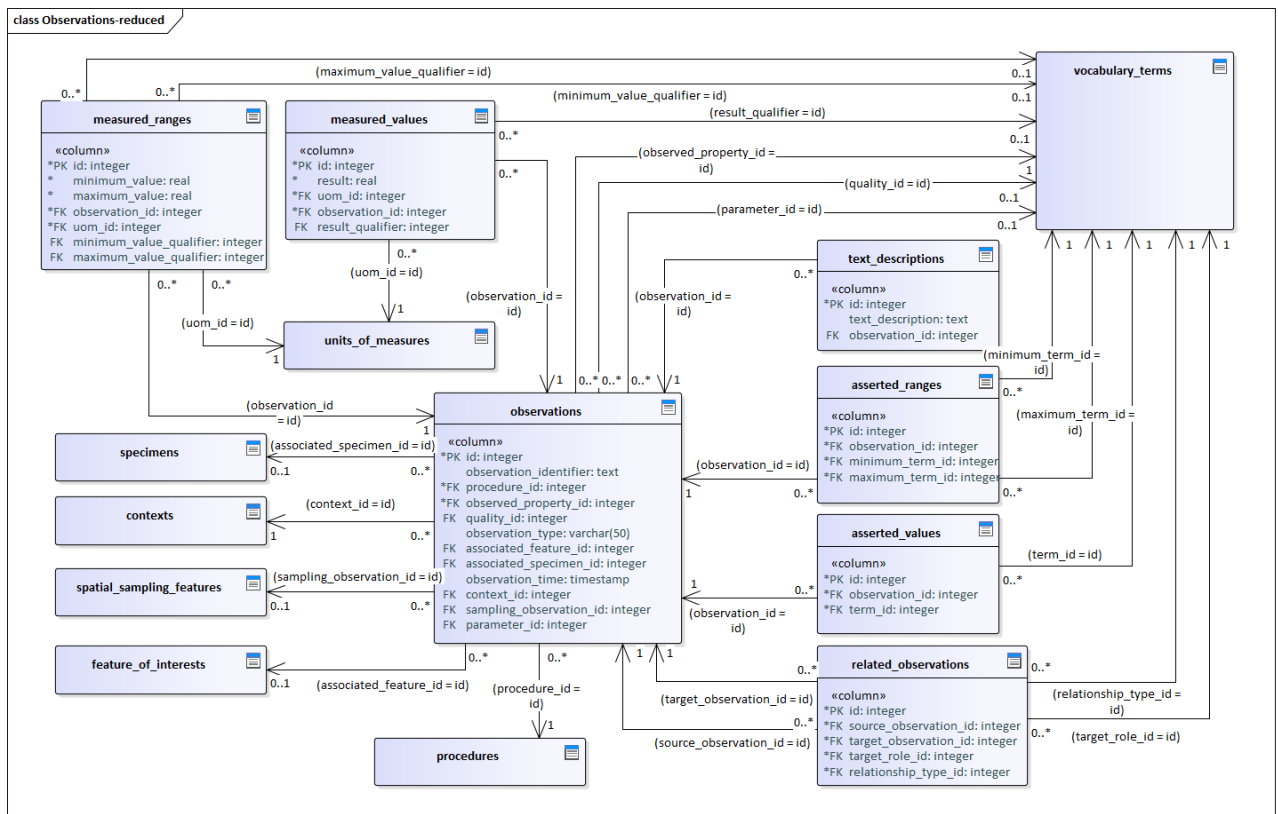 class Observations-reduced
vocabulary_terms
(maximum_value_qualifier = id)
0..*
0..1
(minimum_value_qualifier = id)
0..*
0..1
(result_qualifier = id)
0..*
0..1
measured_ranges
«column»
*PK id: integer
* minimum_value: real
* maximum_value: real
*FK observation_id: integer
*FK uom_id: integer
FK minimum_value_qualifier: integer
FK maximum_value_qualifier: integer
measured_values
«column»
*PK id: integer
* result: real
*FK uom_id: integer
*FK observation_id: integer
FK result_qualifier: integer
0..*
(observed_property_id =
id)
1
(quality_id = id)
0..1
(parameter_id = id)
0..1
0..*
(uom_id = id)
1
0..*
0..*
(uom_id = id)
1
units_of_measures
(observation_id =
id)
1
(observation_id =
id)
0..*
1
text_descriptions
«column»
*PK id: integer
text_description: text
FK observation_id: integer
1
1
1
1
1
0..*
0..*
0..*
(observation_id
= id)
1
observations
«column»
*PK id: integer
observation_identifier: text
*FK procedure_id: integer
*FK observed_property_id: integer
FK quality_id: integer
observation_type: varchar(50)
FK associated_feature_id: integer
FK associated_specimen_id: integer
observation_time: timestamp
FK context_id: integer
FK sampling_observation_id: integer
FK parameter_id: integer
(minimum_term_id =
id)
0..*
asserted_ranges
«column»
*PK id: integer
*FK observation_id: integer
*FK minimum_term_id: integer
*FK maximum_term_id: integer
(maximum_term_id =
id)
0..*
(observation_id = id)
1
0..*
specimens
(associated_specimen_id = id)
0..1
0..*
contexts
(context_id = id)
1
0..*
spatial_sampling_features
(sampling_observation_id = id)
0..1
0..*
asserted_values
«column»
*PK id: integer
*FK observation_id: integer
*FK term_id: integer
(term_id = id)
0..*
1
0..*
(observation_id =
id)
feature_of_interests
0..*
0..1
(associated_feature_id = id)
0..*
(procedure_id =
id)
1
procedures
1
1
related_observations
«column»
*PK id: integer
*FK source_observation_id: integer
*FK target_observation_id: integer
*FK target_role_id: integer
*FK relationship_type_id: integer
0..*
(target_observation_id = id)
0..*
(source_observation_id = id)
0..*
(relationship_type_id =
id)
0..*
(target_role_id = id)